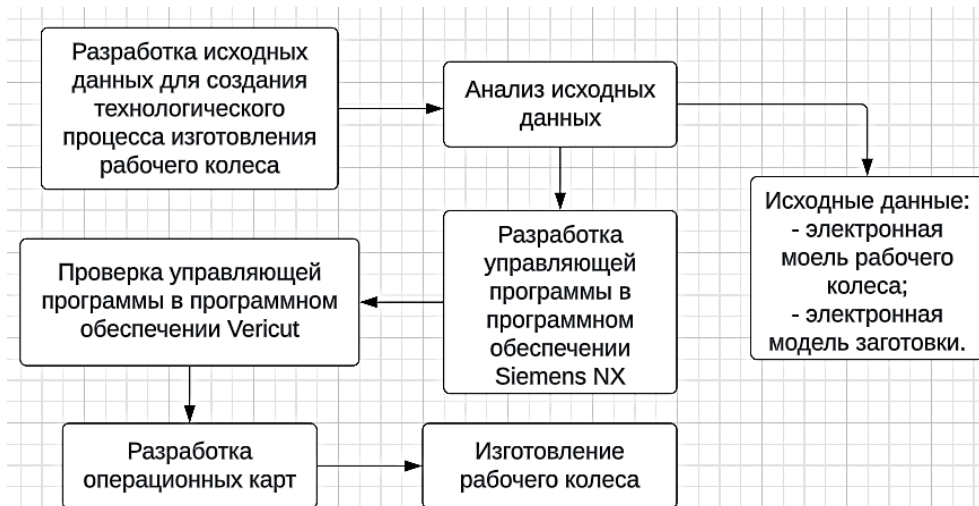 Разработка исходных
данных для создания
технологического
процесса изготовления
рабочего колеса
Анализ исходных
данных
Исходные данные:
- электронная
моель рабочего
колеса;
- электронная
модель заготовки.
Разработка
управляющей
программы в
программном
обеспечении
Siemens NX
Проверка управляющей
программы в программном
обеспечении Vericut
Разработка
операционных карт
Изготовление
рабочего колеса